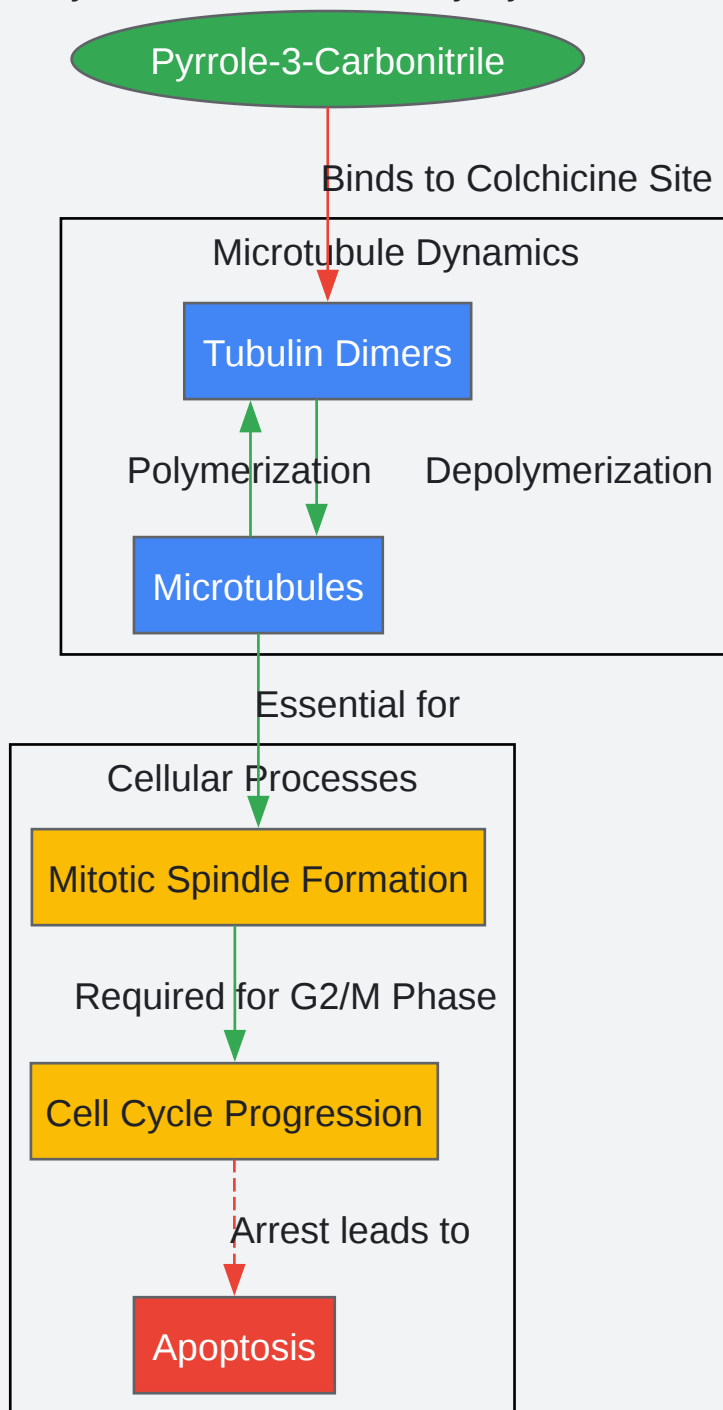 Pyrrole-3-Carbonitrile
Binds to Colchicine Site
Microtubule Dynamics
Tubulin Dimers
Polymerization
Depolymerization
Microtubules
Essential for
Cellular Processes
Mitotic Spindle Formation
Required for G2/M Phase
Cell Cycle Progression
Arrest leads to
Apoptosis